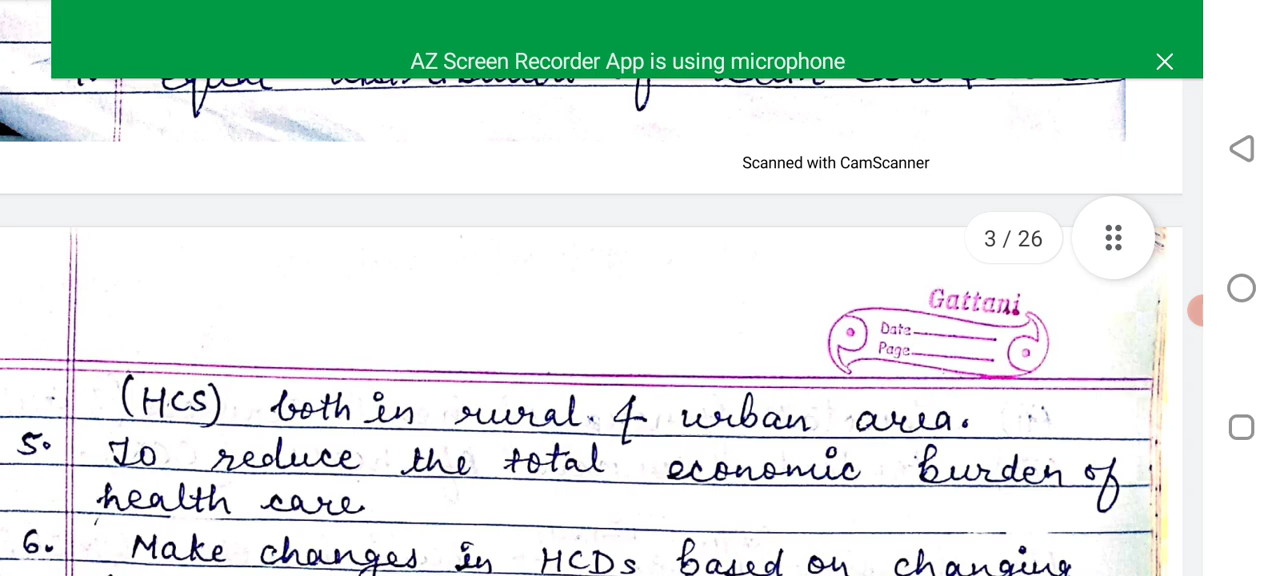 AZ Screen Recorder App is using microphone
Equal
Scanned with CamScanner
3 / 26
Gattani
Date
Page
(HCS) both in rural & urban area.
5. To reduce the total economic burden of
health care
6. Make changes in HCDs based on changing